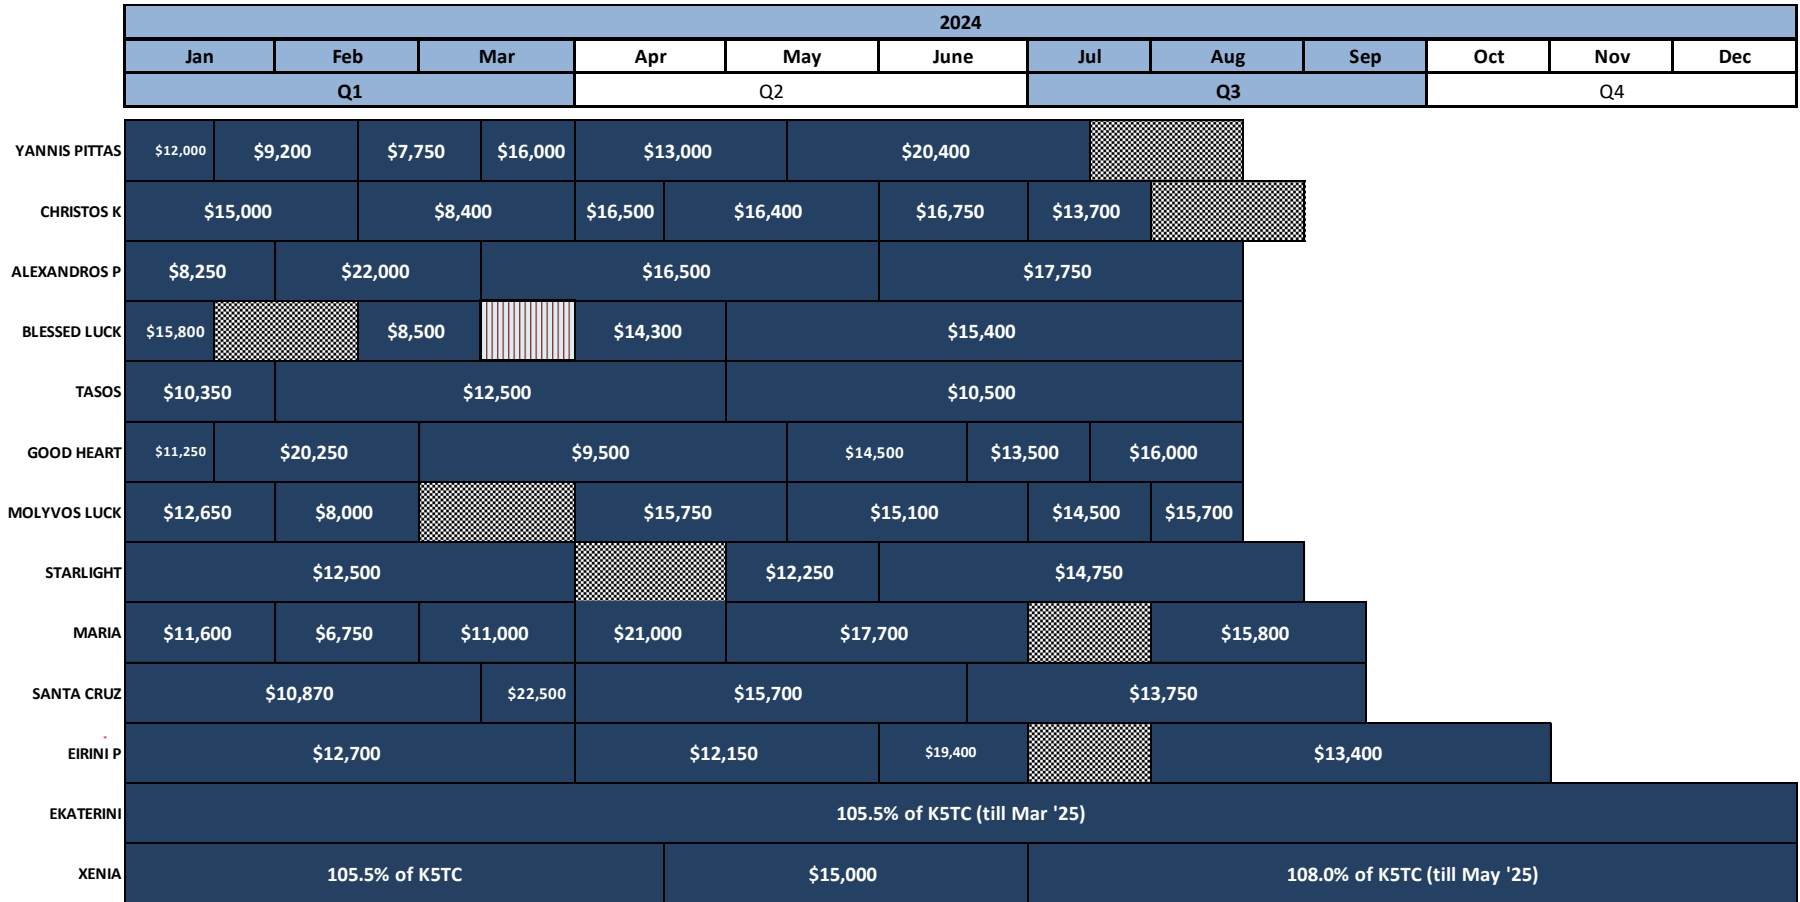 2024
Jan Feb Mar Apr May June Jul Aug Sep Oct Nov Dec
Q1 Q2 Q3 Q4
YANNIS PITTAS $12,000 $9,200 $7,750 $16,000 $13,000 $20,400
CHRISTOS K $15,000 $8,400 $16,500 $16,400 $16,750 $13,700
ALEXANDROS P $8,250 $22,000 $16,500 $17,750
BLESSED LUCK $15,800 $8,500 $14,300 $15,400
TASOS $10,350 $12,500 $10,500
GOOD HEART $11,250 $20,250 $9,500 $14,500 $13,500 $16,000
MOLYVOS LUCK $12,650 $8,000 $15,750 $15,100 $14,500 $15,700
STARLIGHT $12,500 $12,250 $14,750
MARIA $11,600 $6,750 $11,000 $21,000 $17,700 $15,800
SANTA CRUZ $10,870 $22,500 $15,700 $13,750
EIRINI P $12,700 $12,150 $19,400 $13,400
EKATERINI 105.5% of K5TC (till Mar '25)
XENIA 105.5% of K5TC $15,000 108.0% of K5TC (till May '25)